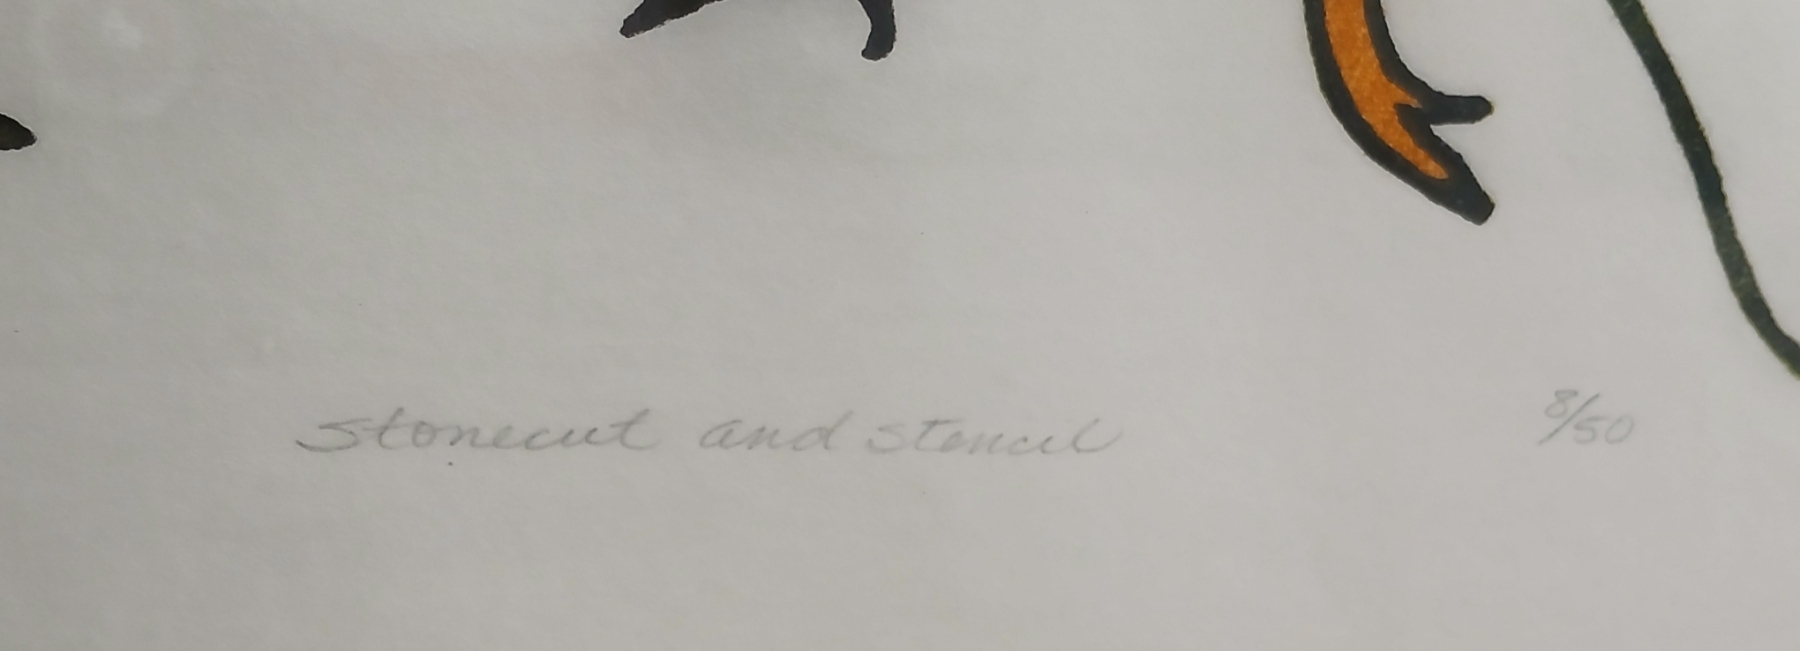 Stonecut and stencil 8/50